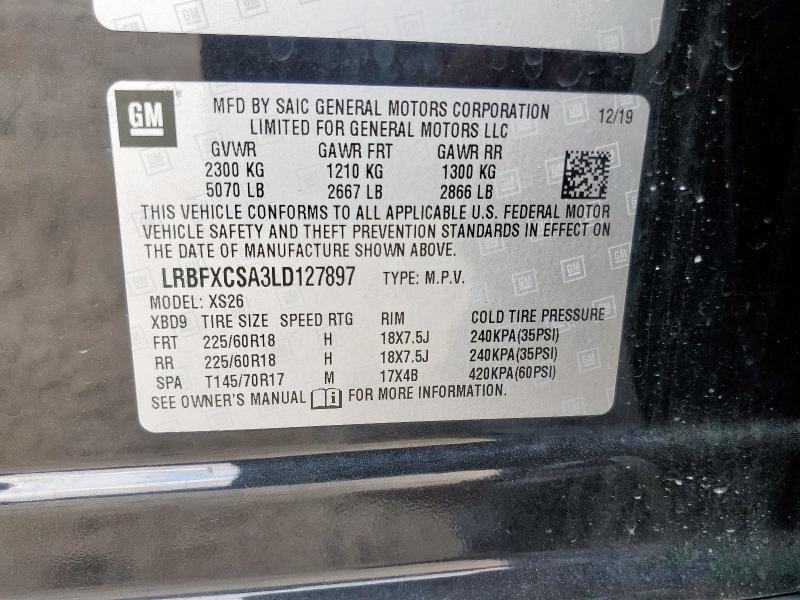 GM
GM
MFD BY SAIC GENERAL MOTORS CORPORATION
LIMITED FOR GENERAL MOTORS LLC
12/19
GVWR GAWR FRT GAWR RR
2300 KG 1210 KG 1300 KG
5070 LB 2667 LB 2866 LB
THIS VEHICLE CONFORMS TO ALL APPLICABLE U.S. FEDERAL MOTOR
VEHICLE SAFETY AND THEFT PREVENTION STANDARDS IN EFFECT ON
THE DATE OF MANUFACTURE SHOWN ABOVE.
LRBFXCSA3LD127897 TYPE: M.P.V.
MODEL: XS26
XBD9 TIRE SIZE SPEED RTG RIM COLD TIRE PRESSURE
FRT 225/60R18 H 18X7.5J 240KPA(35PSI)
RR 225/60R18 H 18X7.5J 240KPA(35PSI)
SPA T145/70R17 M 17X4B 420KPA(60PSI)
SEE OWNER'S MANUAL i FOR MORE INFORMATION.